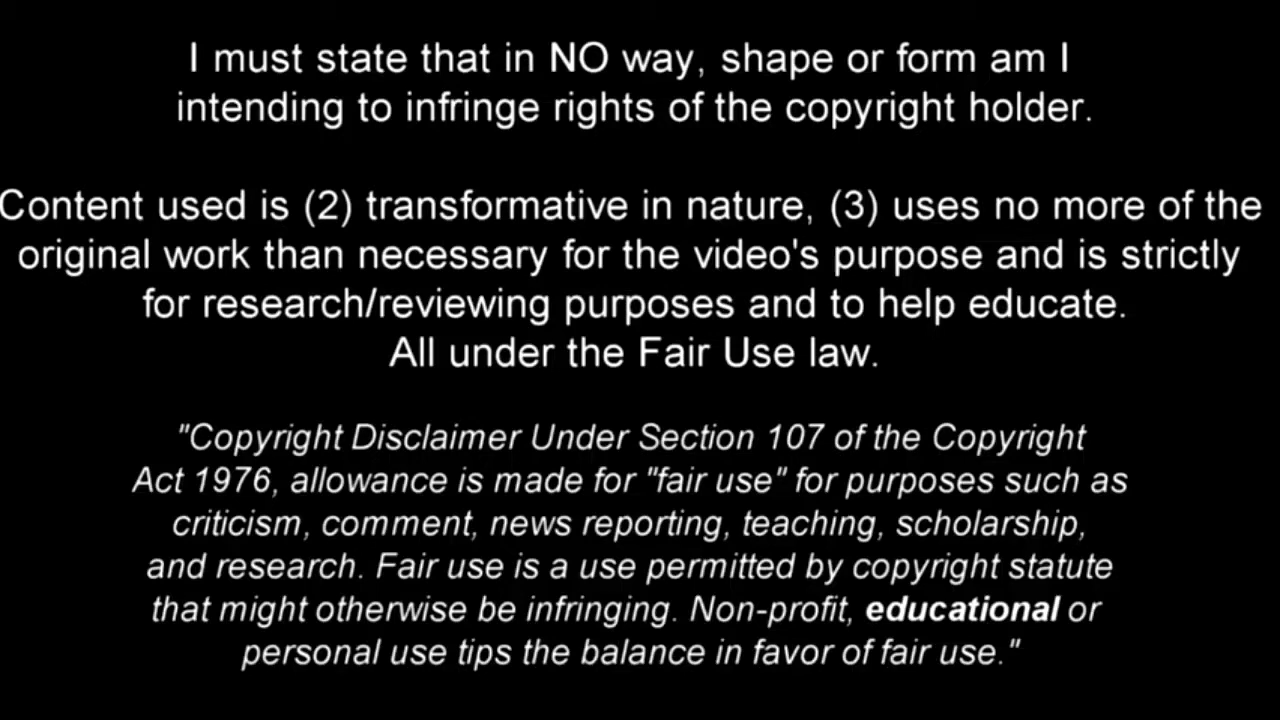 I must state that in NO way, shape or form am I
intending to infringe rights of the copyright holder.
Content used is (2) transformative in nature, (3) uses no more of the
original work than necessary for the video's purpose and is strictly
for research/reviewing purposes and to help educate.
All under the Fair Use law.
"Copyright Disclaimer Under Section 107 of the Copyright
Act 1976, allowance is made for "fair use" for purposes such as
criticism, comment, news reporting, teaching, scholarship,
and research. Fair use is a use permitted by copyright statute
that might otherwise be infringing. Non-profit, educational or
personal use tips the balance in favor of fair use."